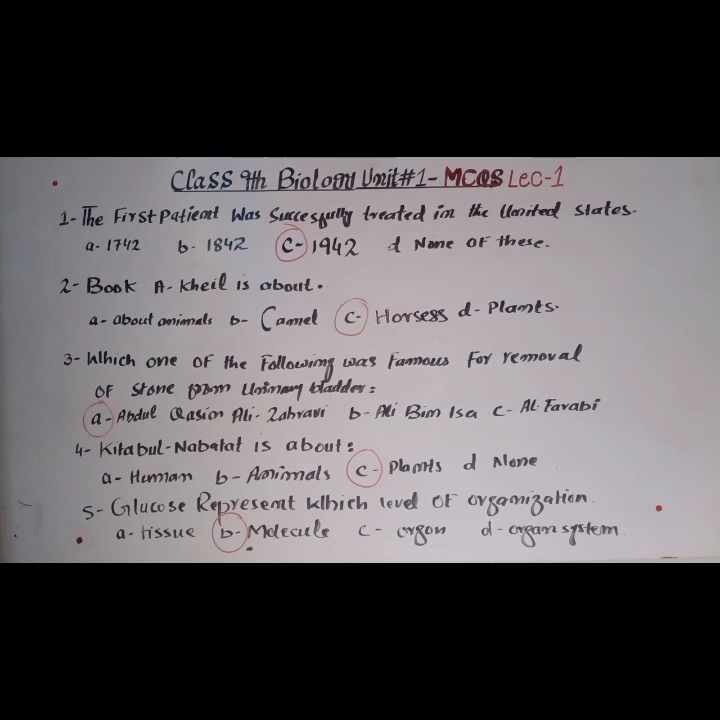 Class 9th Biology Unit#1- MCQS Lec-1
1- The First Patient Was Succesfully treated in the United states.
a- 1742 b- 1842 c- 1942 d None OF these.
2- Book A- Kheil is about.
a- about animals b- Camel c- Horsess d- Plants.
3- Which one OF the Following was Famous For removal
OF stone from Urinary bladder:
a- Abdul Qasim Ali- Zahravi b- Ali Bin Isa c- Al-Farabi
4- Kitabul-Nabatat is about:
a- Human b- Animals c- Plants d None
5- Glucose Represent Which level OF organization.
a- tissue b- Molecule c- organ d- organ system.